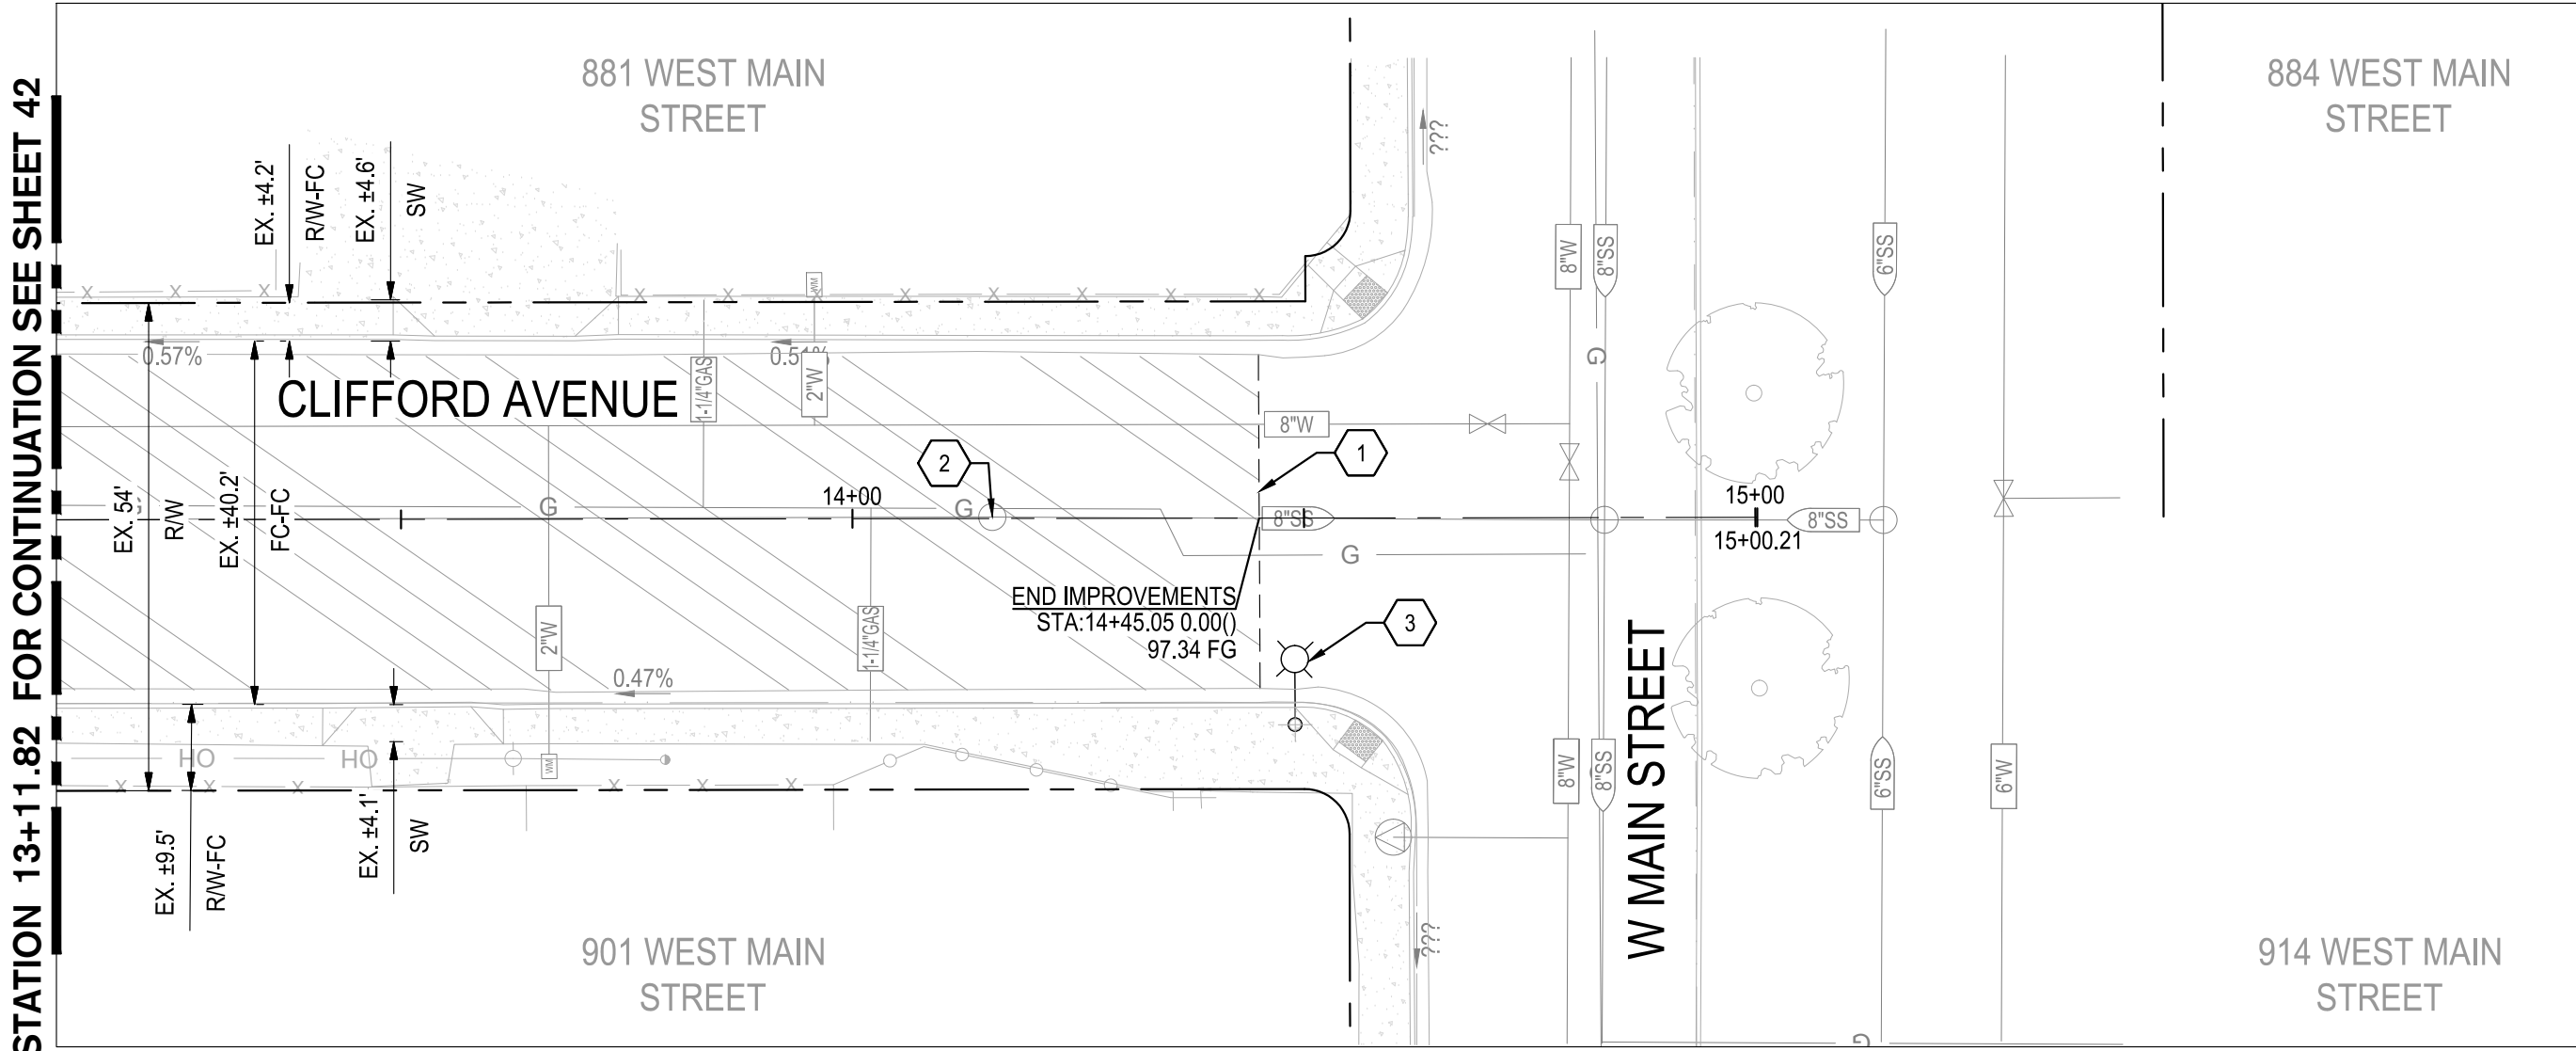 STATION 13+11.82 FOR CONTINUATION SEE SHEET 42
881 WEST MAIN
STREET
884 WEST MAIN
STREET
EX. ±4.2'
R/W-FC
EX. ±4.6'
SW
???
8"W
8"SS
6"SS
X X X
WM
X X X X X X X X
0.57%
CLIFFORD AVENUE
1-1/4"GAS
2"W
G
8"W
1
2
EX. 54'
R/W
EX. ±40.2'
FC-FC
G
14+00
G
8"SS
15+00
15+00.21
8"SS
G
END IMPROVEMENTS
STA:14+45.05 0.00()
97.34 FG
3
2"W
1-1/4"GAS
0.47%
W MAIN STREET
HO
HO
WM
X X X X X X
8"W
8"SS
6"SS
6"W
EX. ±9.5'
R/W-FC
EX. ±4.1'
SW
???
901 WEST MAIN
STREET
914 WEST MAIN
STREET
G